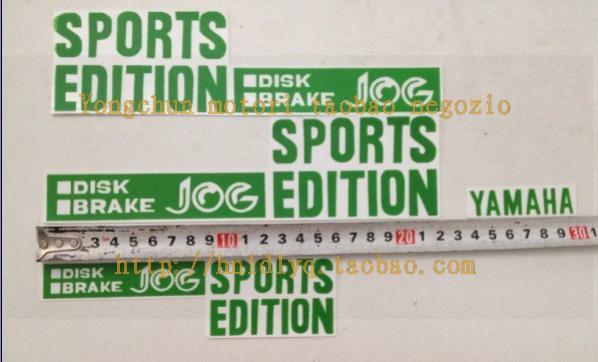 SPORTS
EDITION
DISK
BRAKE JOG
Yongchun motori taobao negozio
SPORTS
EDITION
DISK
BRAKE JOG
YAMAHA
3 4 5 6 7 8 9 10 1 2 3 4 5 6 7 8 9 20 1 2 3 4 5 6 7 8 9 30 1
DISK
BRAKE JOG
http://hnldlyq.taobao.com
SPORTS
EDITION